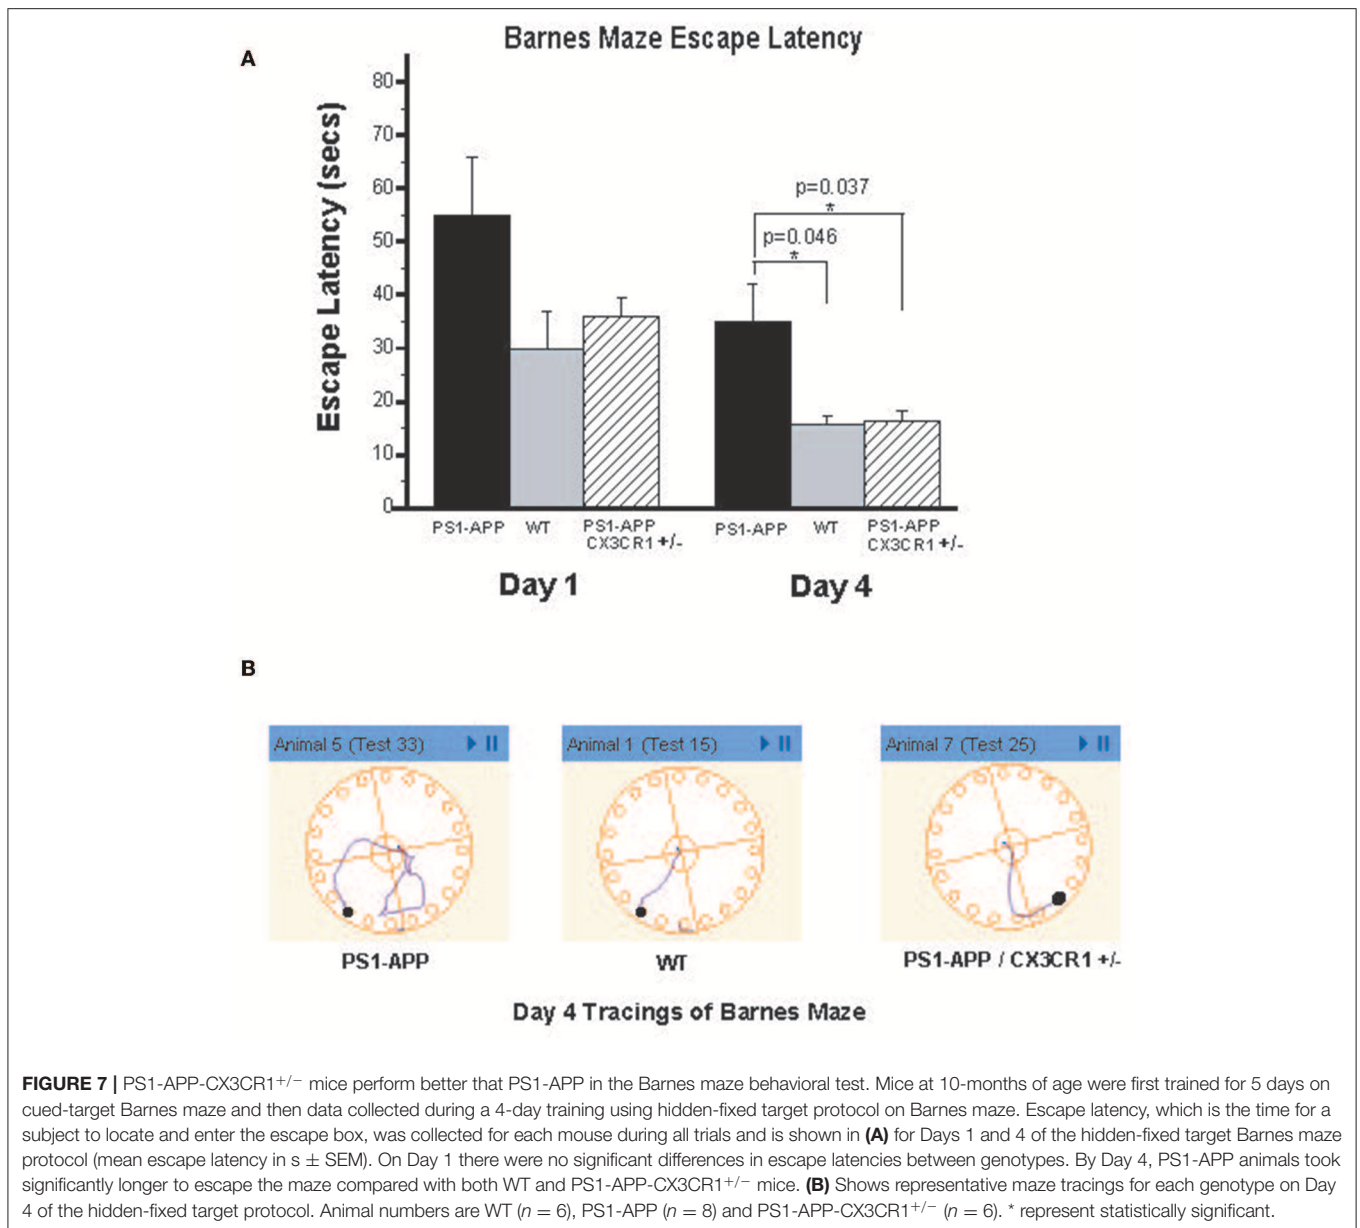 Barnes Maze Escape Latency
A
Escape Latency (secs)
80
70
60
50
40
30
20
10
0
p=0.037
*
p=0.046
*
PS1-APP WT PS1-APP CX3CR1 +/-
PS1-APP WT PS1-APP CX3CR1 +/-
Day 1 Day 4
B
Animal 5 (Test 33) Animal 1 (Test 15) Animal 7 (Test 25)
PS1-APP WT PS1-APP / CX3CR1 +/-
Day 4 Tracings of Barnes Maze
FIGURE 7 | PS1-APP-CX3CR1+/− mice perform better that PS1-APP in the Barnes maze behavioral test. Mice at 10-months of age were first trained for 5 days on
cued-target Barnes maze and then data collected during a 4-day training using hidden-fixed target protocol on Barnes maze. Escape latency, which is the time for a
subject to locate and enter the escape box, was collected for each mouse during all trials and is shown in (A) for Days 1 and 4 of the hidden-fixed target Barnes maze
protocol (mean escape latency in s ± SEM). On Day 1 there were no significant differences in escape latencies between genotypes. By Day 4, PS1-APP animals took
significantly longer to escape the maze compared with both WT and PS1-APP-CX3CR1+/− mice. (B) Shows representative maze tracings for each genotype on Day
4 of the hidden-fixed target protocol. Animal numbers are WT (n = 6), PS1-APP (n = 8) and PS1-APP-CX3CR1+/− (n = 6). * represent statistically significant.